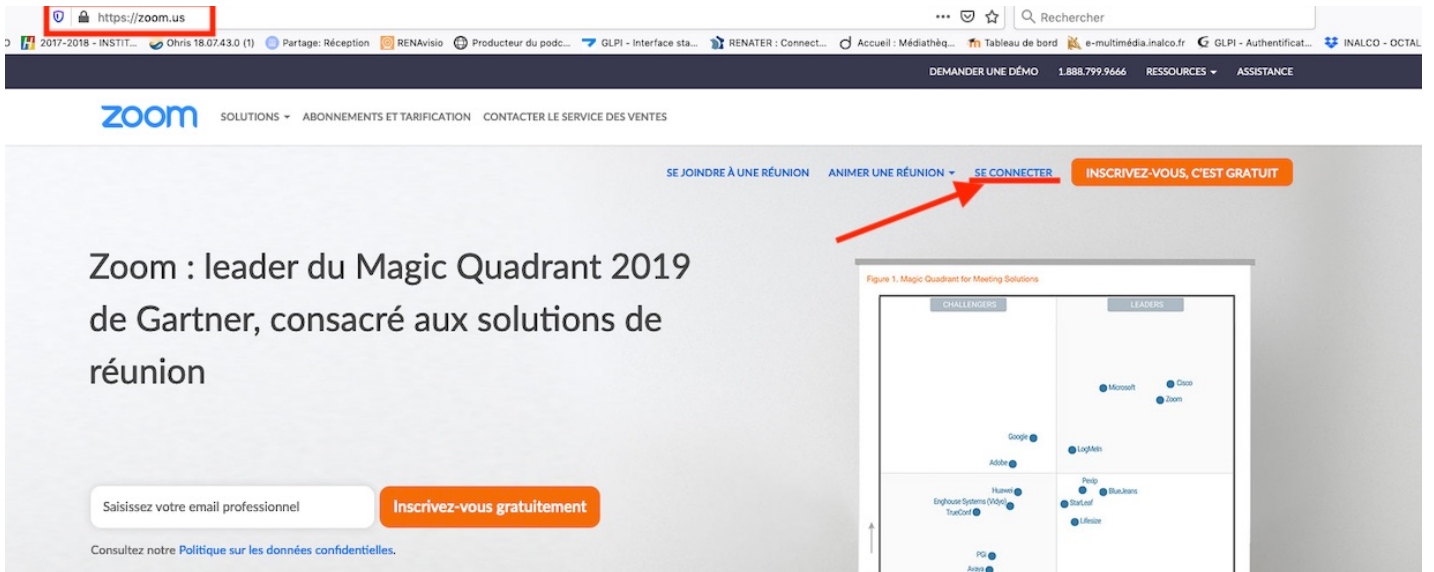 https://zoom.us
Rechercher
2017-2018 - INSTIT... Ohris 18.07.43.0 (1) Partage: Réception RENAvisio Producteur du podc... GLPI - Interface sta... RENATER : Connect... Accueil : Médiathèq... Tableau de bord e-multimédia.inalco.fr GLPI - Authentificat... INALCO - OCTAL
DEMANDER UNE DÉMO 1.888.799.9666 RESSOURCES ASSISTANCE
zoom SOLUTIONS ABONNEMENTS ET TARIFICATION CONTACTER LE SERVICE DES VENTES
SE JOINDRE À UNE RÉUNION ANIMER UNE RÉUNION SE CONNECTER INSCRIVEZ-VOUS, C'EST GRATUIT
Zoom : leader du Magic Quadrant 2019
de Gartner, consacré aux solutions de
réunion
Saisissez votre email professionnel Inscrivez-vous gratuitement
Consultez notre Politique sur les données confidentielles.
Figure 1. Magic Quadrant for Meeting Solutions
CHALLENGERS LEADERS
Microsoft Cisco
Zoom
Google
LogMeIn
Adobe
Pexip
Huawei BlueJeans
Enghouse Systems (Vidyo) StarLeaf
TrueConf
Lifesize
PGi
Avaya